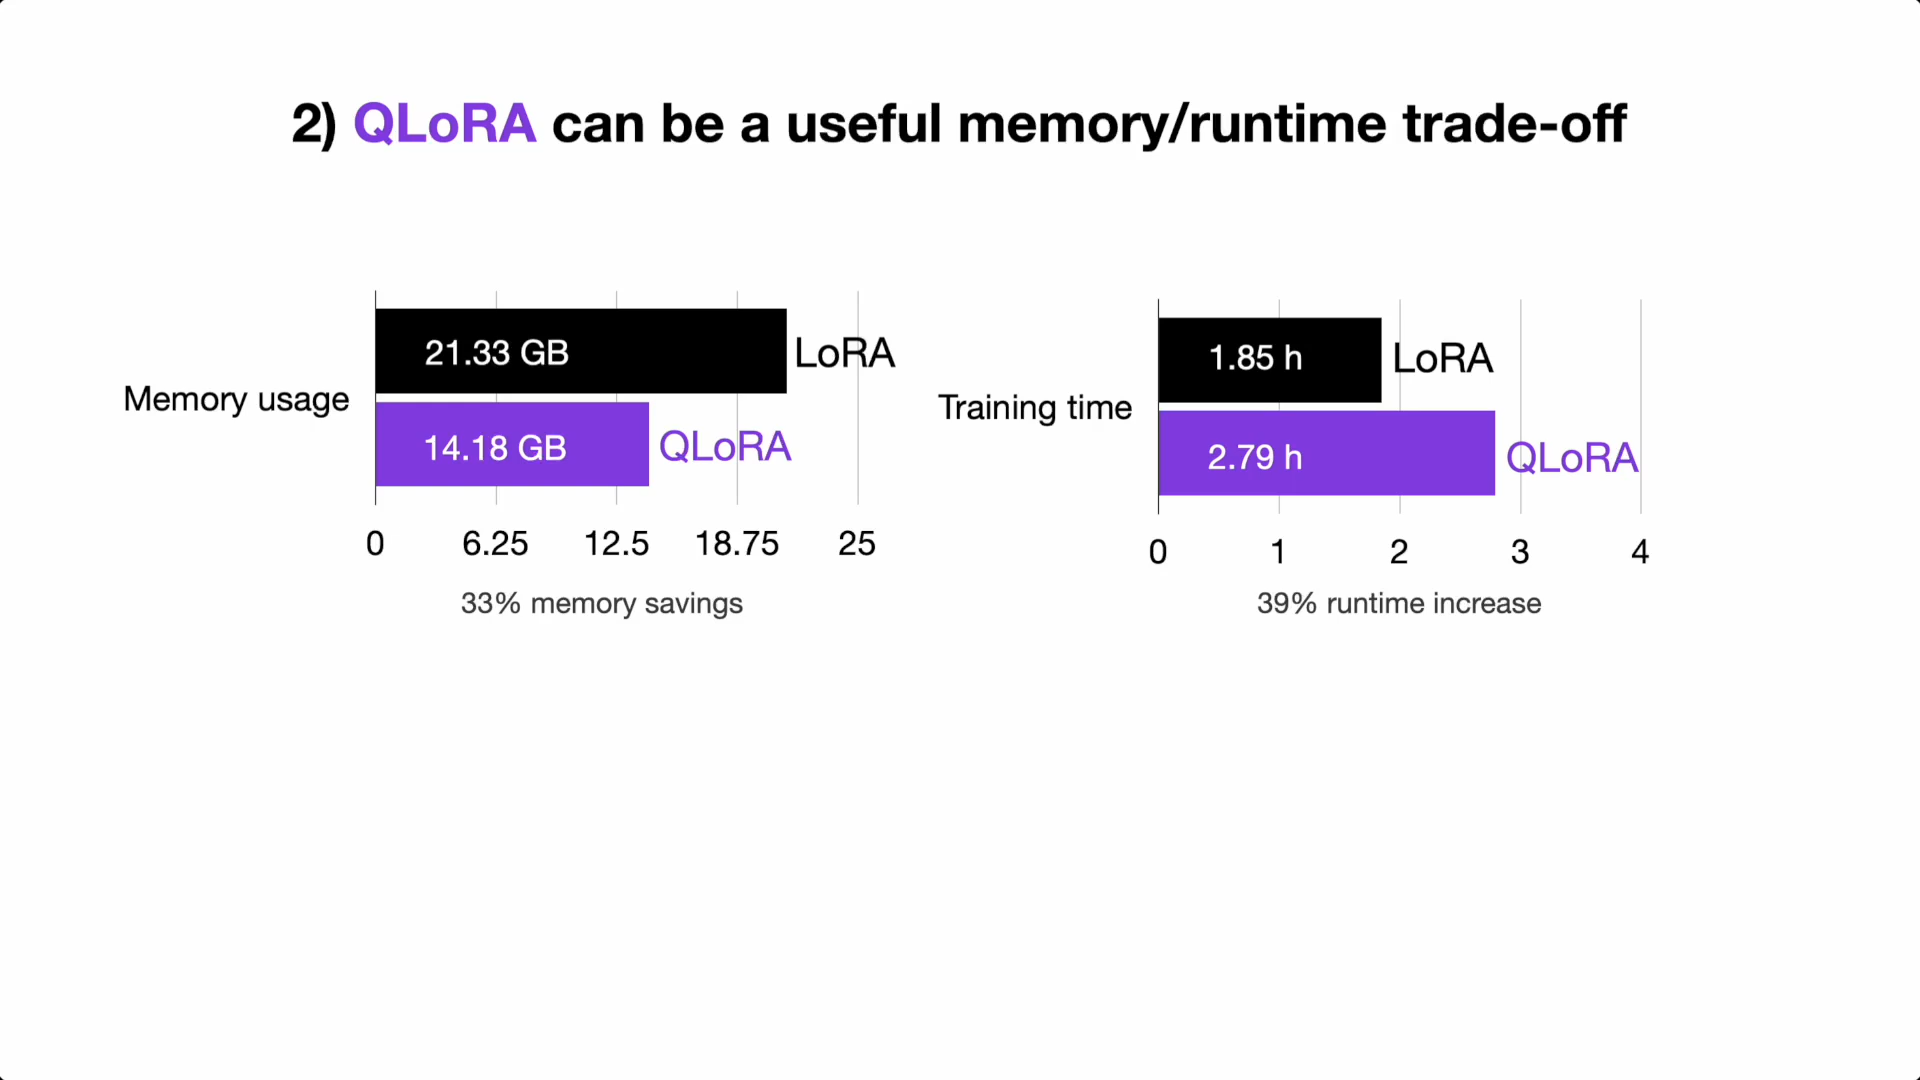 2) QLoRA can be a useful memory/runtime trade-off
Memory usage
21.33 GB
LoRA
14.18 GB
QLoRA
0 6.25 12.5 18.75 25
33% memory savings
Training time
1.85 h
LoRA
2.79 h
QLoRA
0 1 2 3 4
39% runtime increase